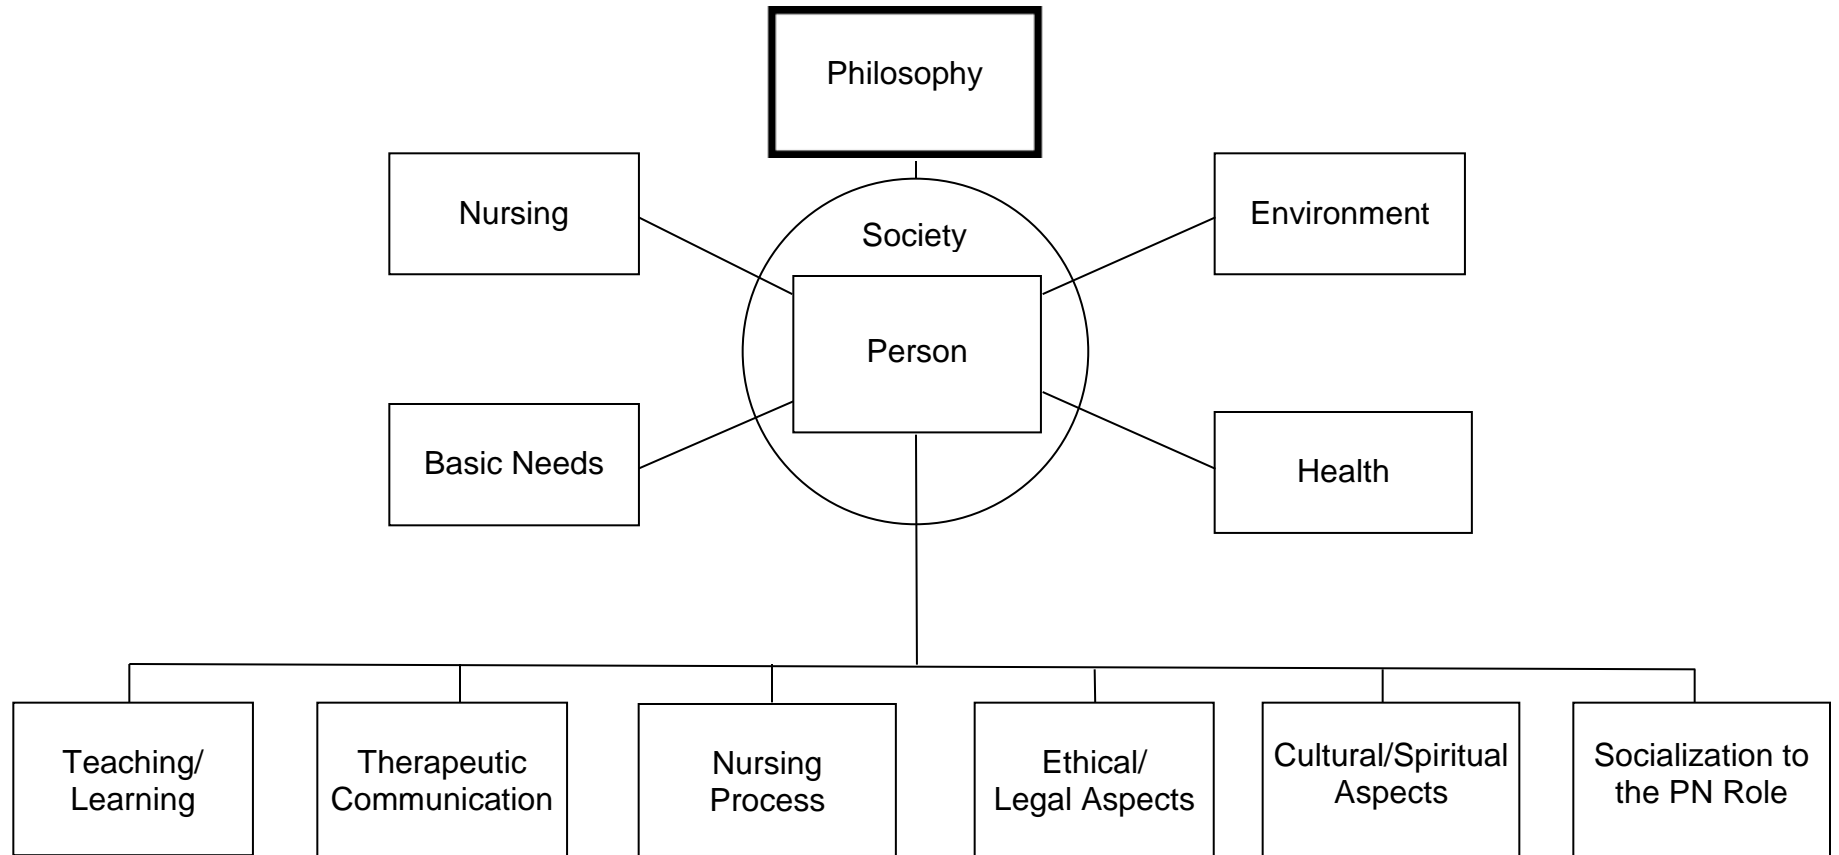 Philosophy
Nursing
Environment
Society
Person
Basic Needs
Health
Teaching/
Learning
Therapeutic
Communication
Nursing
Process
Ethical/
Legal Aspects
Cultural/Spiritual
Aspects
Socialization to
the PN Role